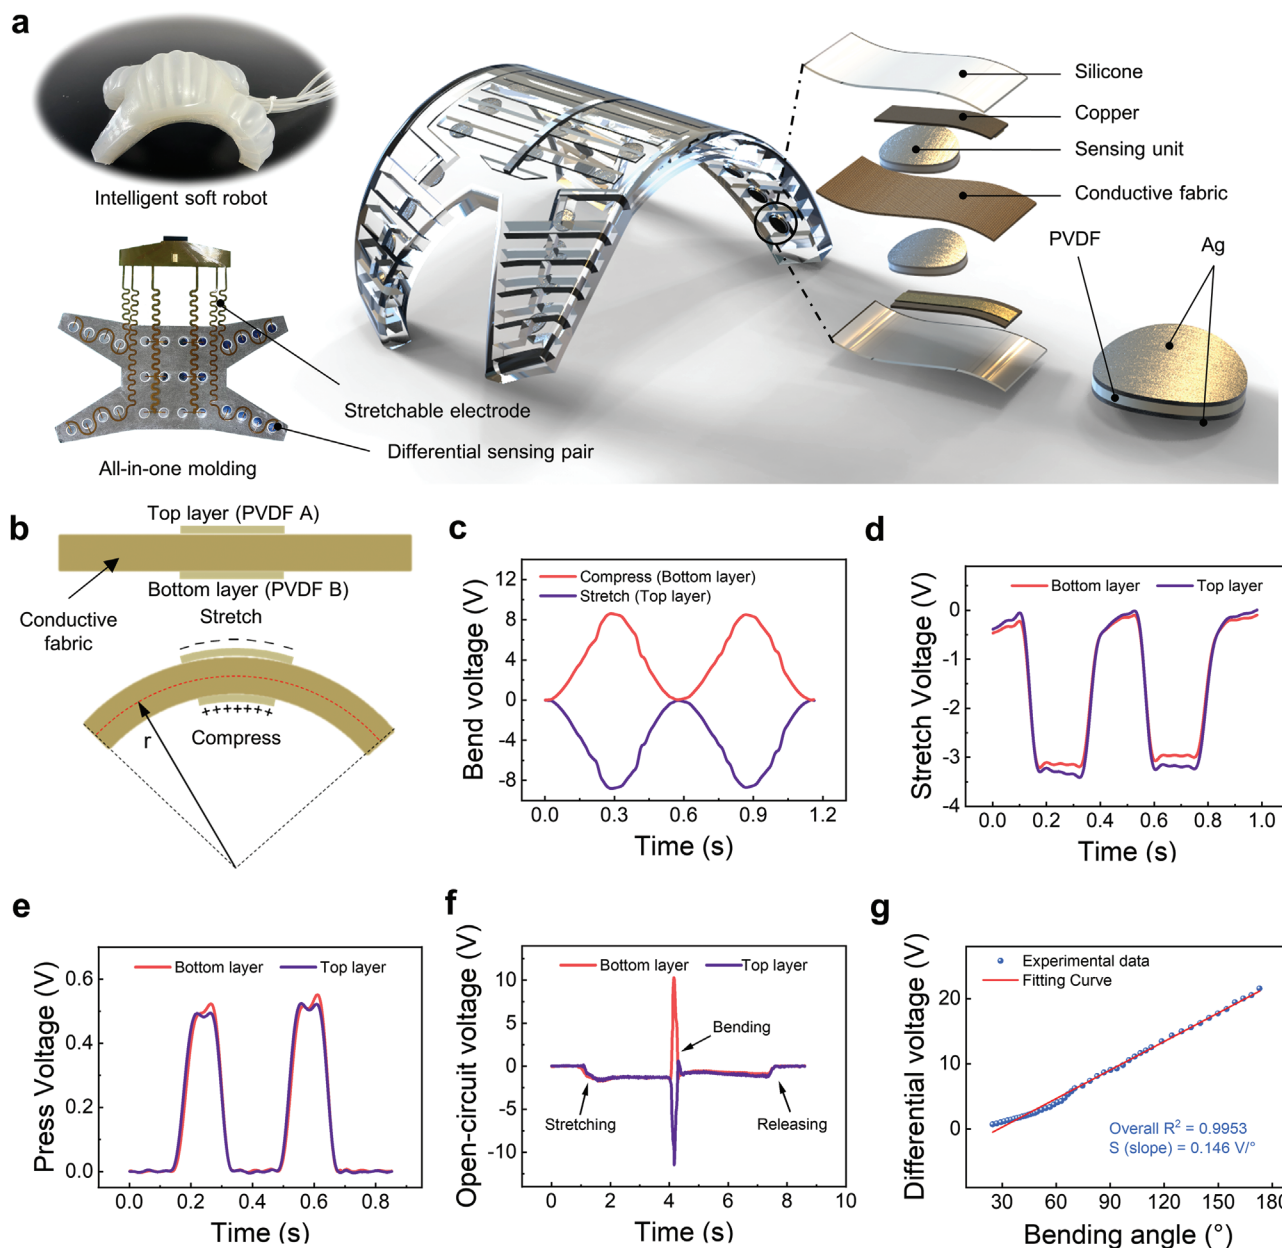 a
Silicone
Copper
Sensing unit
Conductive fabric
PVDF
Ag
Intelligent soft robot
Stretchable electrode
Differential sensing pair
All-in-one molding
b
Top layer (PVDF A)
Bottom layer (PVDF B)
Conductive
fabric
Stretch
+++++++
Compress
r
c
Compress (Bottom layer)
Stretch (Top layer)
Bend voltage (V)
12
8
4
0
-4
-8
0.0
0.3
0.6
0.9
1.2
Time (s)
d
Bottom layer
Top layer
Stretch Voltage (V)
0
-1
-2
-3
-4
0.0
0.2
0.4
0.6
0.8
1.0
Time (s)
e
Bottom layer
Top layer
Press Voltage (V)
0.6
0.4
0.2
0.0
0.0
0.2
0.4
0.6
0.8
Time (s)
f
Bottom layer
Top layer
Open-circuit voltage (V)
10
5
0
-5
-10
Bending
Stretching
Releasing
0
2
4
6
8
10
Time (s)
g
Experimental data
Fitting Curve
Differential voltage (V)
20
10
0
Overall R² = 0.9953
S (slope) = 0.146 V/°
30
60
90
120
150
180
Bending angle (°)